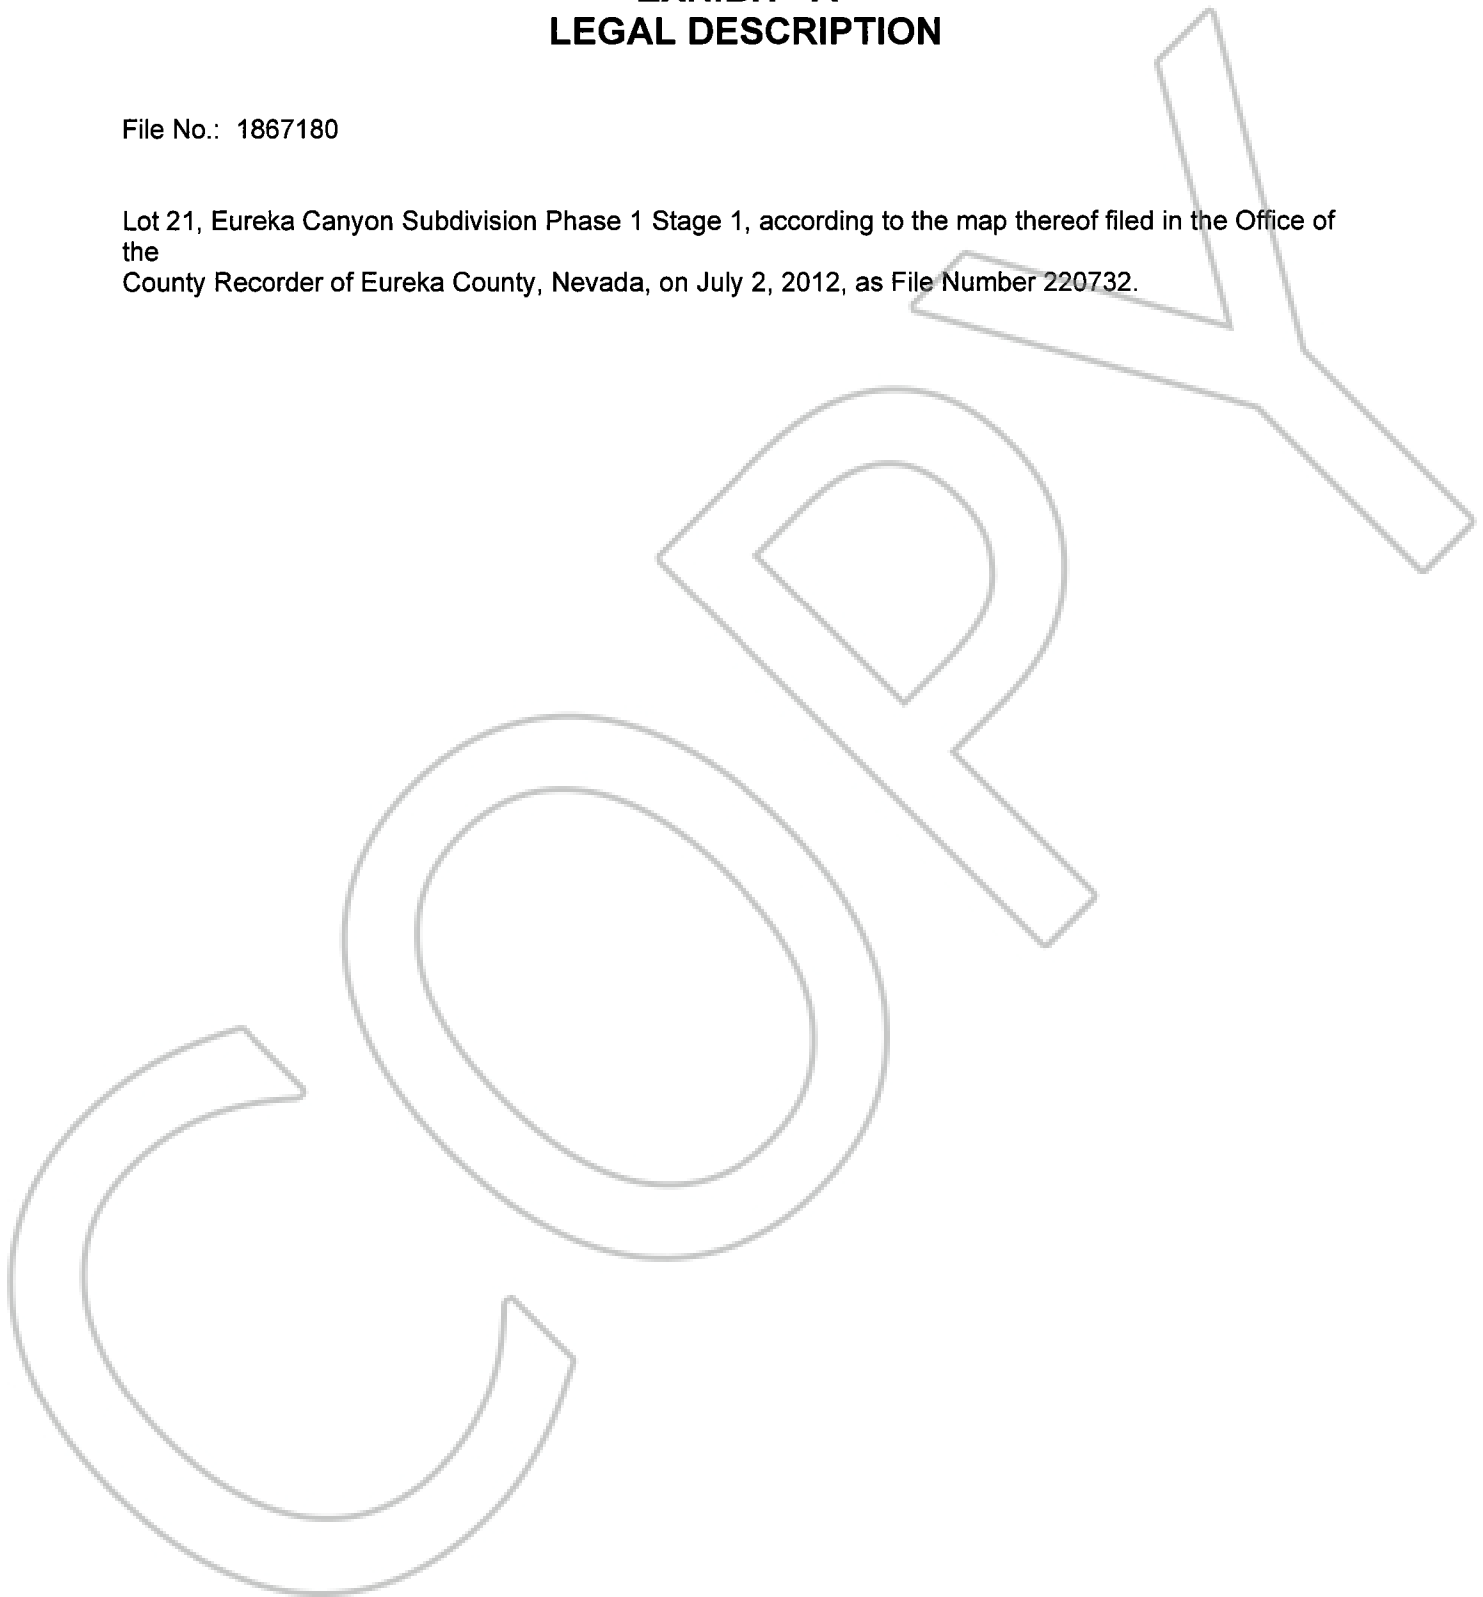 LEGAL DESCRIPTION
File No.: 1867180
Lot 21, Eureka Canyon Subdivision Phase 1 Stage 1, according to the map thereof filed in the Office of
the
County Recorder of Eureka County, Nevada, on July 2, 2012, as File Number 220732.
COPY